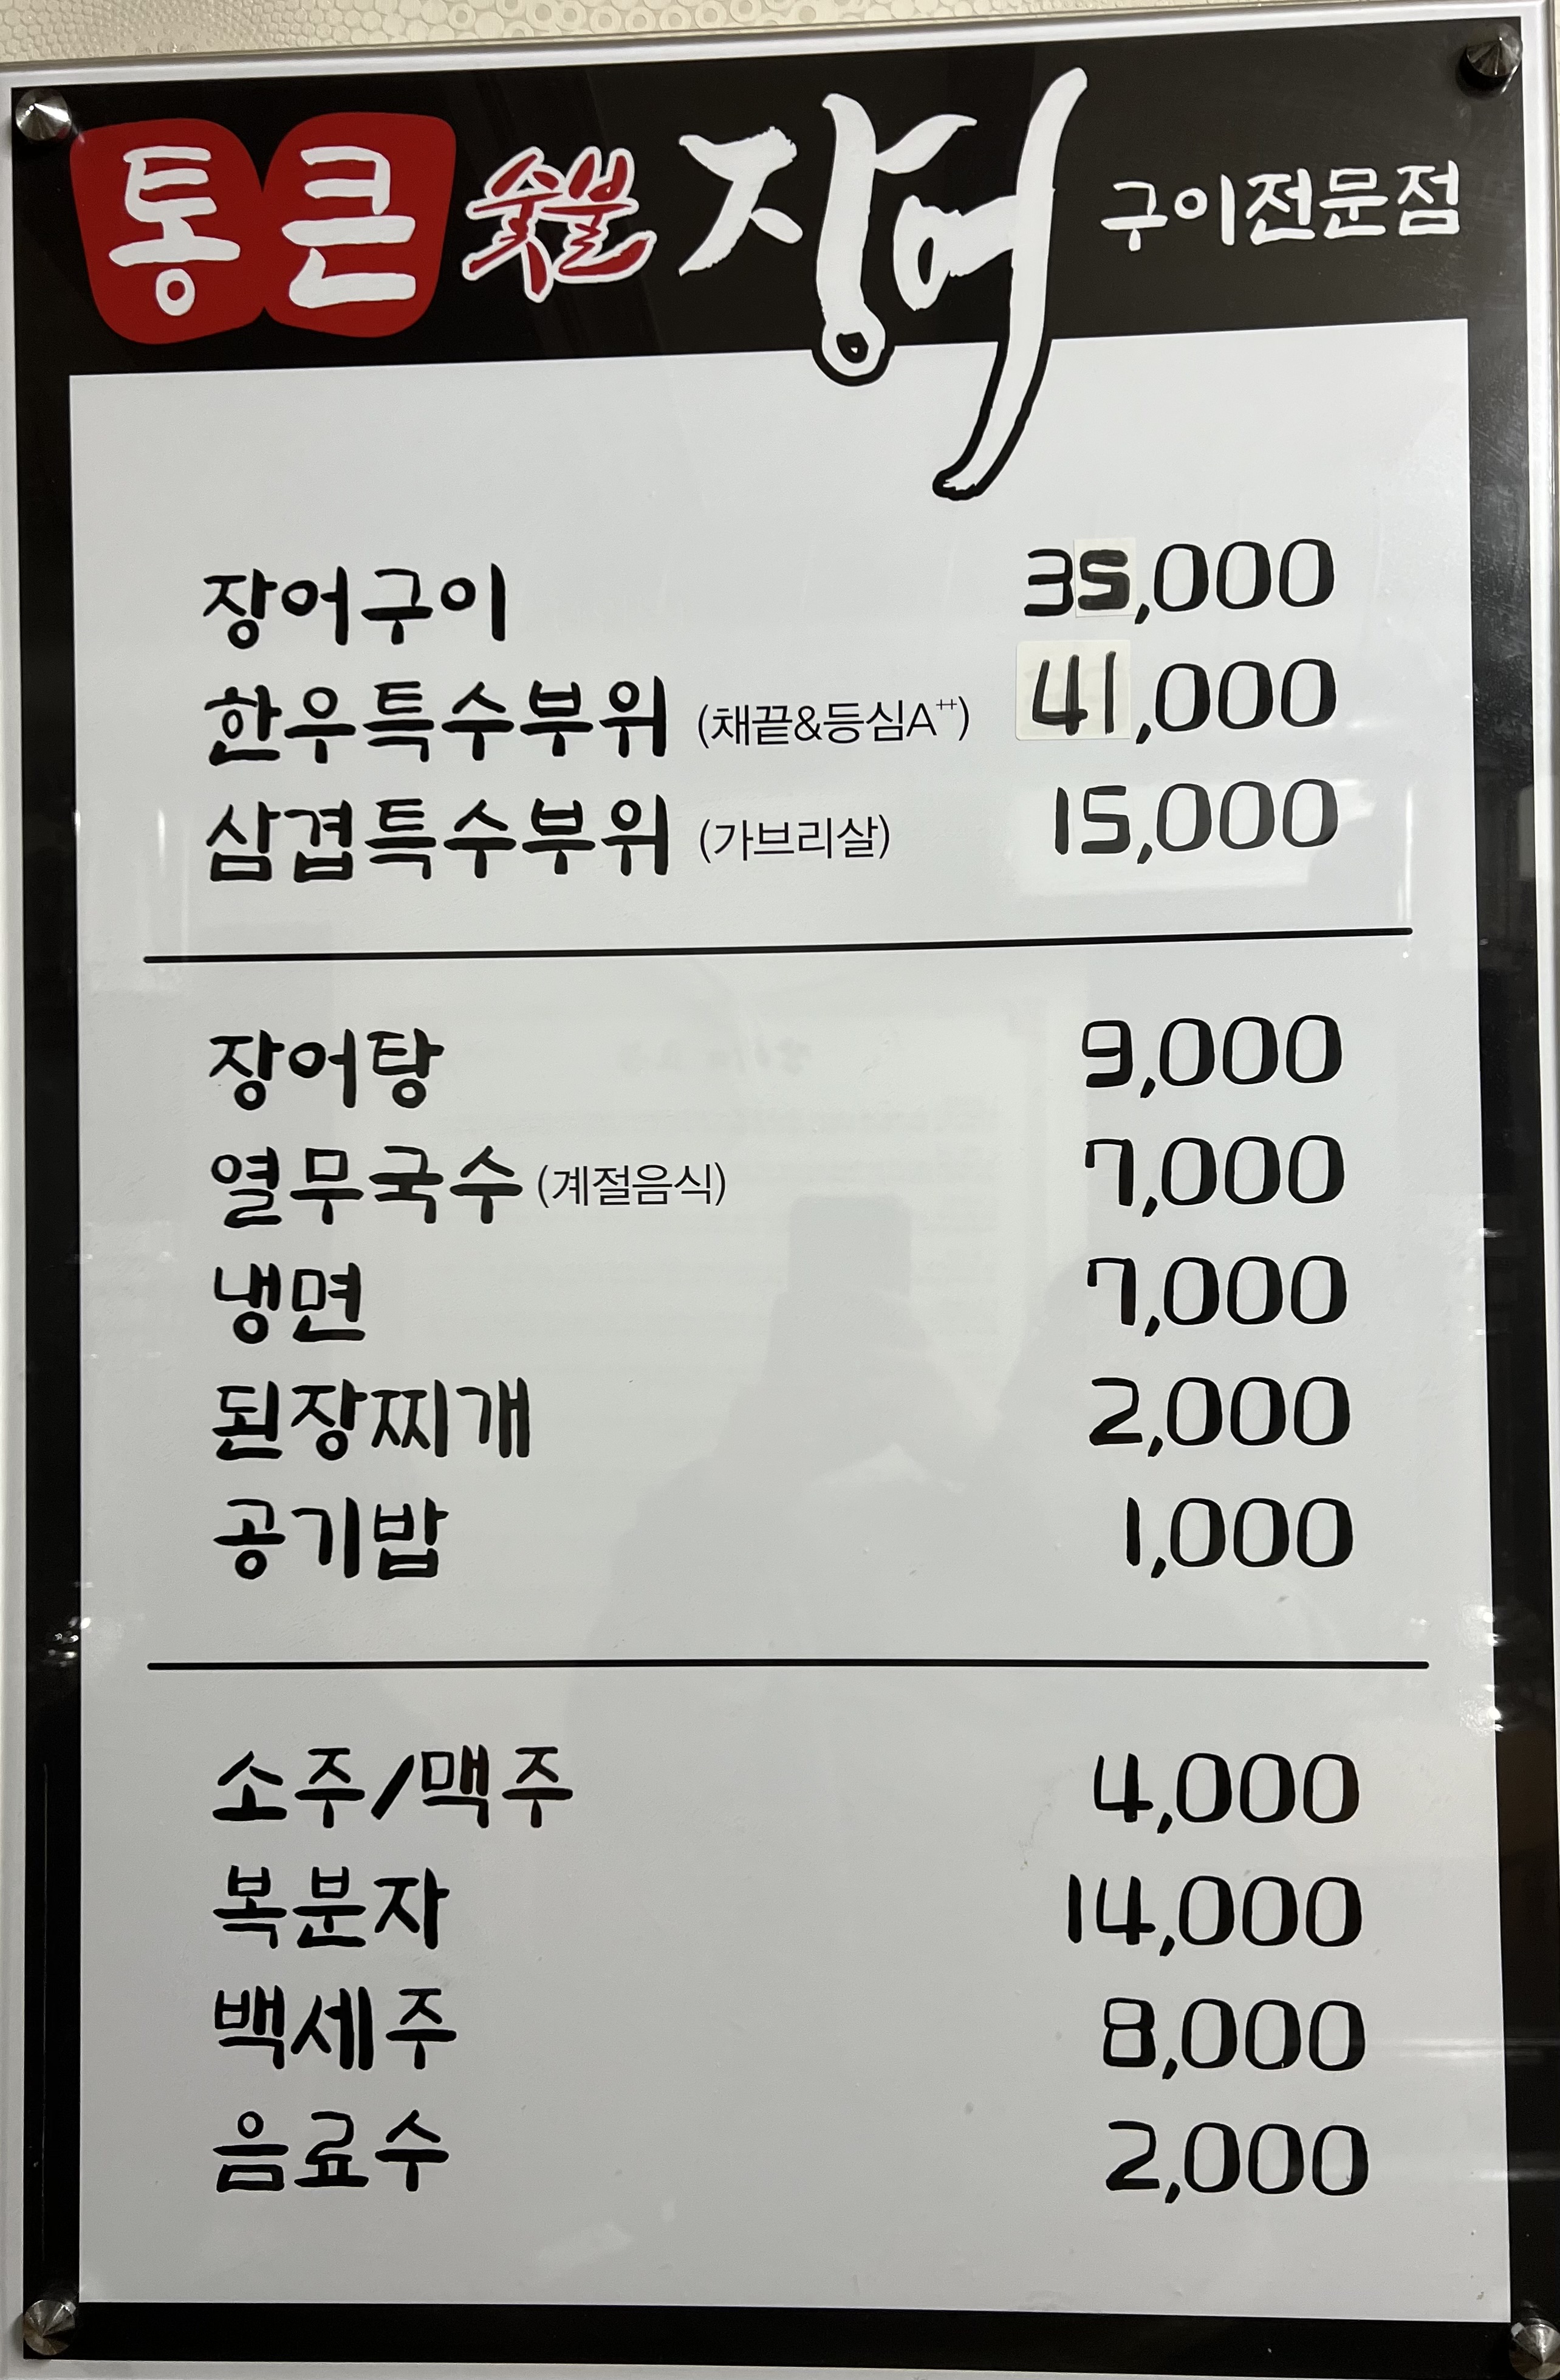 통큰 숯불 장어 구이전문점
장어구이 35,000
한우특수부위 (채끝&등심A++) 41,000
삼겹특수부위 (가브리살) 15,000
장어탕 9,000
열무국수 (계절음식) 7,000
냉면 7,000
된장찌개 2,000
공기밥 1,000
소주/맥주 4,000
복분자 14,000
백세주 8,000
음료수 2,000